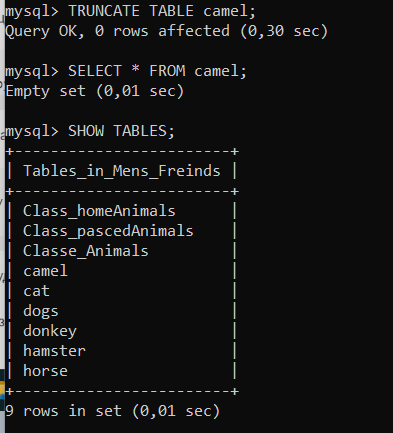 mysql> TRUNCATE TABLE camel;
Query OK, 0 rows affected (0,30 sec)
mysql> SELECT * FROM camel;
Empty set (0,01 sec)
mysql> SHOW TABLES;
+------------------------+
| Tables_in_Mens_Freinds |
+------------------------+
| Class_homeAnimals      |
| Class_pascedAnimals    |
| Classe_Animals         |
| camel                  |
| cat                    |
| dogs                   |
| donkey                 |
| hamster                |
| horse                  |
+------------------------+
9 rows in set (0,01 sec)